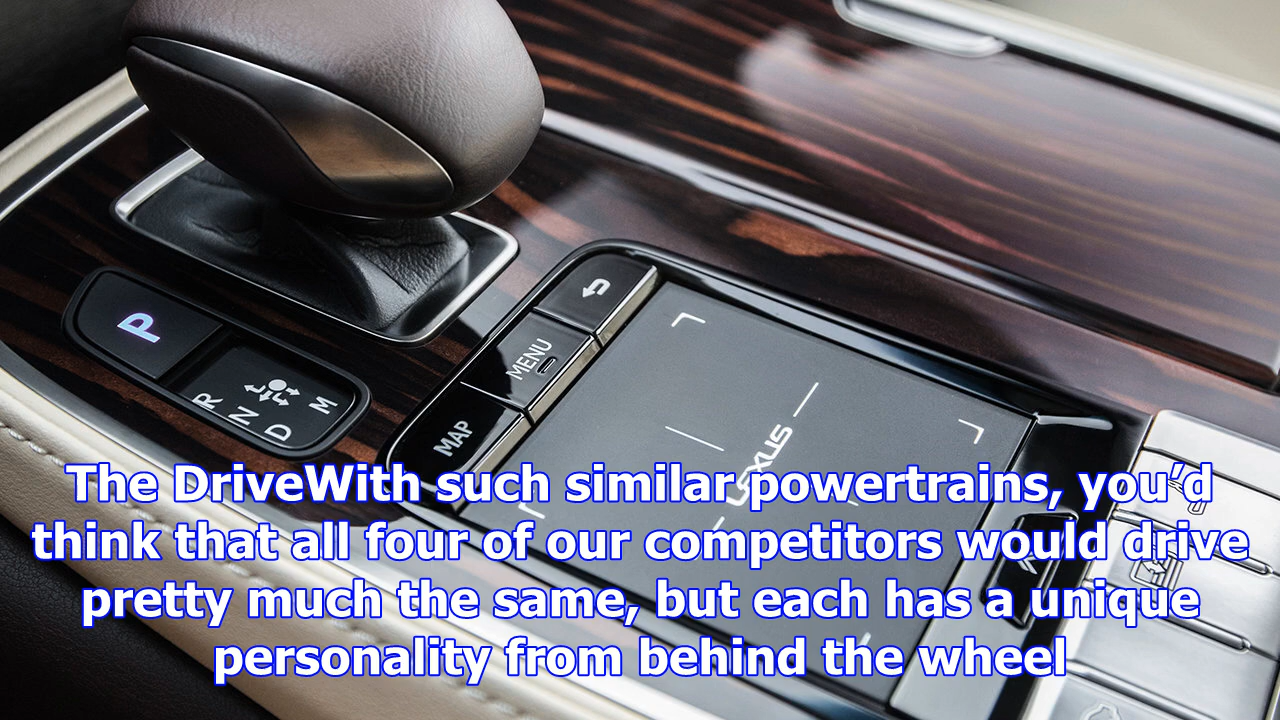 P
R
N
D
M
MENU
MAP
LEXUS
The DriveWith such similar powertrains, you’d
think that all four of our competitors would drive
pretty much the same, but each has a unique
personality from behind the wheel